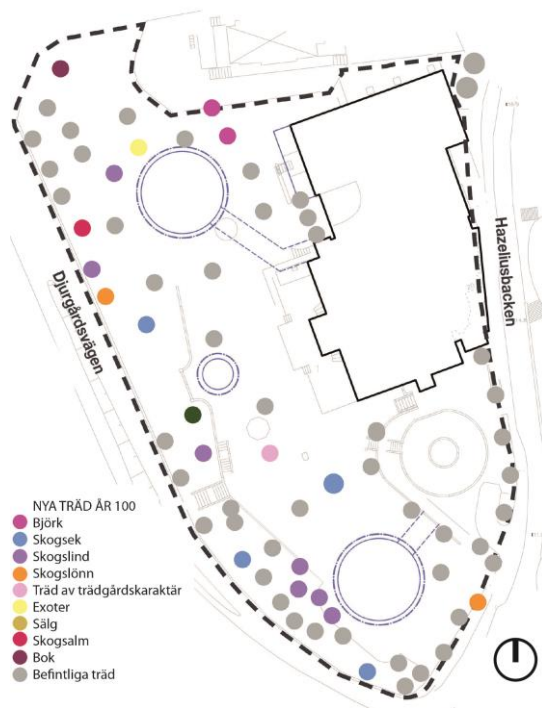 Djurgårdsvägen
Hazeliusbacken
NYA TRÄD ÅR 100
Björk
Skogsek
Skogslind
Skogslönn
Träd av trädgårdskaraktär
Exoter
Sälg
Skogsalm
Bok
Befintliga träd